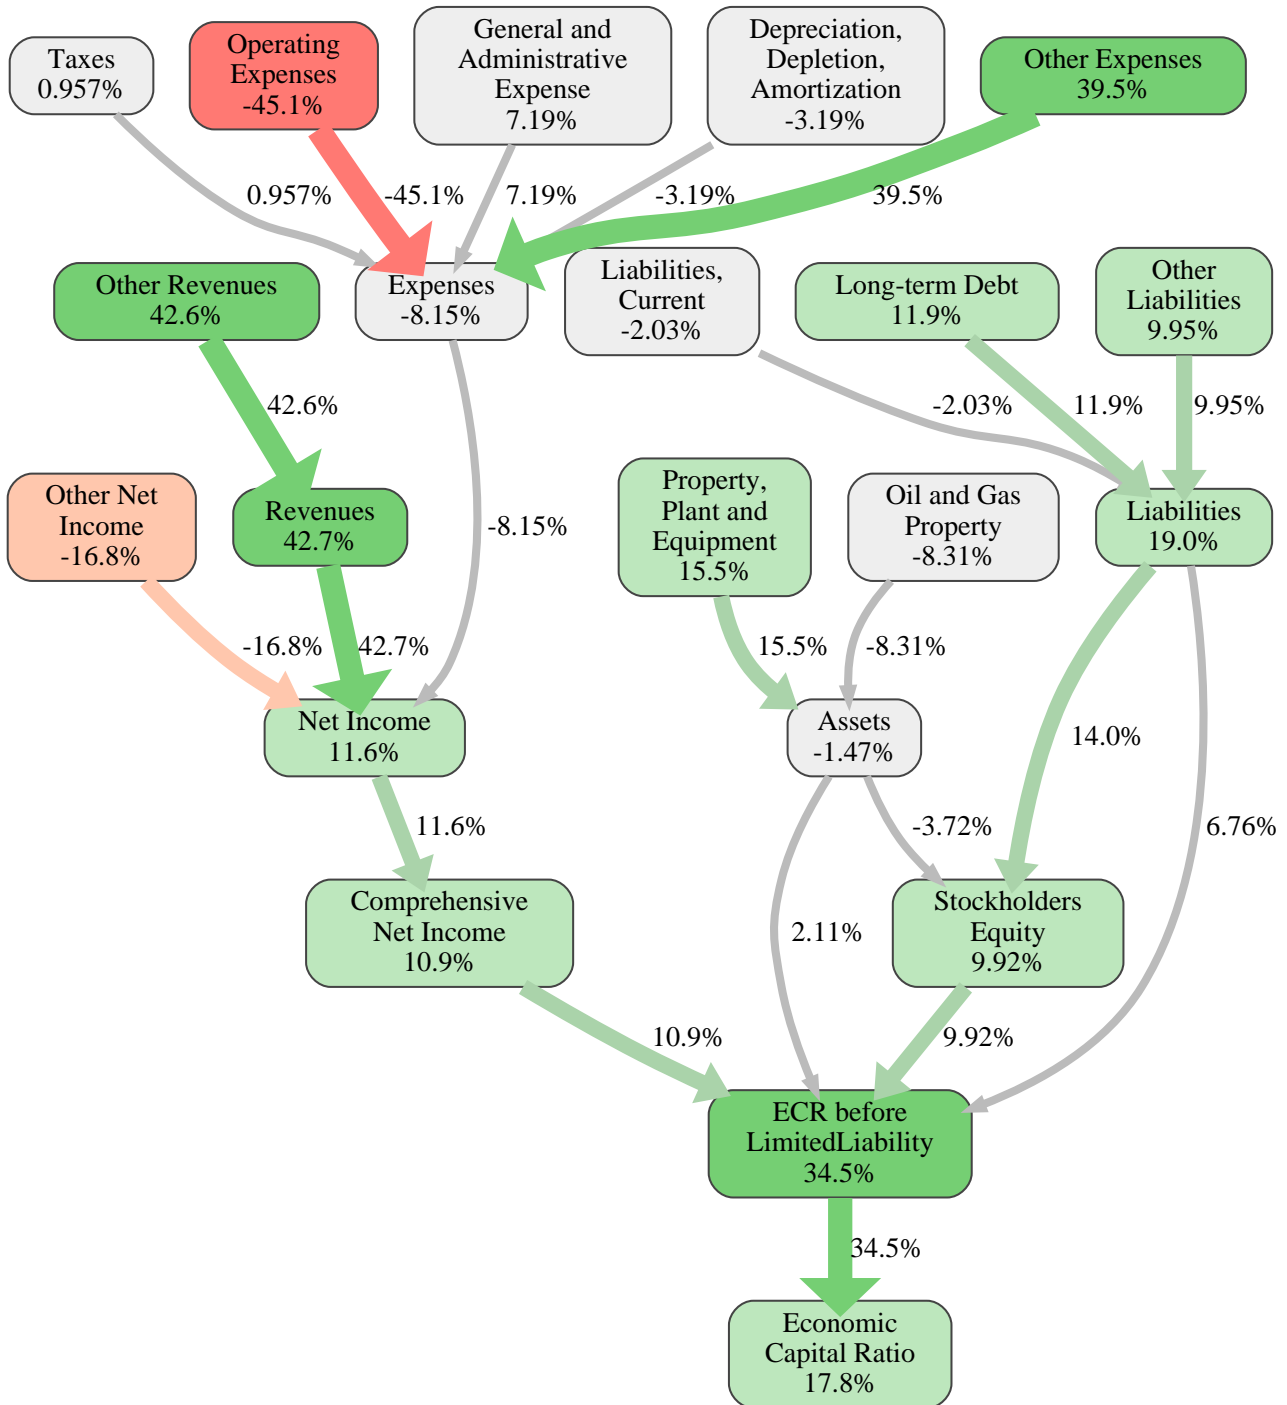 Taxes
0.957%
Operating
Expenses
-45.1%
General and
Administrative
Expense
7.19%
Depreciation,
Depletion,
Amortization
-3.19%
Other Expenses
39.5%
0.957%
-45.1%
7.19%
-3.19%
39.5%
Other Revenues
42.6%
Expenses
-8.15%
Liabilities,
Current
-2.03%
Long-term Debt
11.9%
Other
Liabilities
9.95%
42.6%
-2.03%
11.9%
9.95%
Other Net
Income
-16.8%
Revenues
42.7%
-8.15%
Property,
Plant and
Equipment
15.5%
Oil and Gas
Property
-8.31%
Liabilities
19.0%
-16.8%
42.7%
15.5%
-8.31%
Net Income
11.6%
Assets
-1.47%
14.0%
11.6%
-3.72%
6.76%
Comprehensive
Net Income
10.9%
2.11%
Stockholders
Equity
9.92%
10.9%
9.92%
ECR before
LimitedLiability
34.5%
34.5%
Economic
Capital Ratio
17.8%